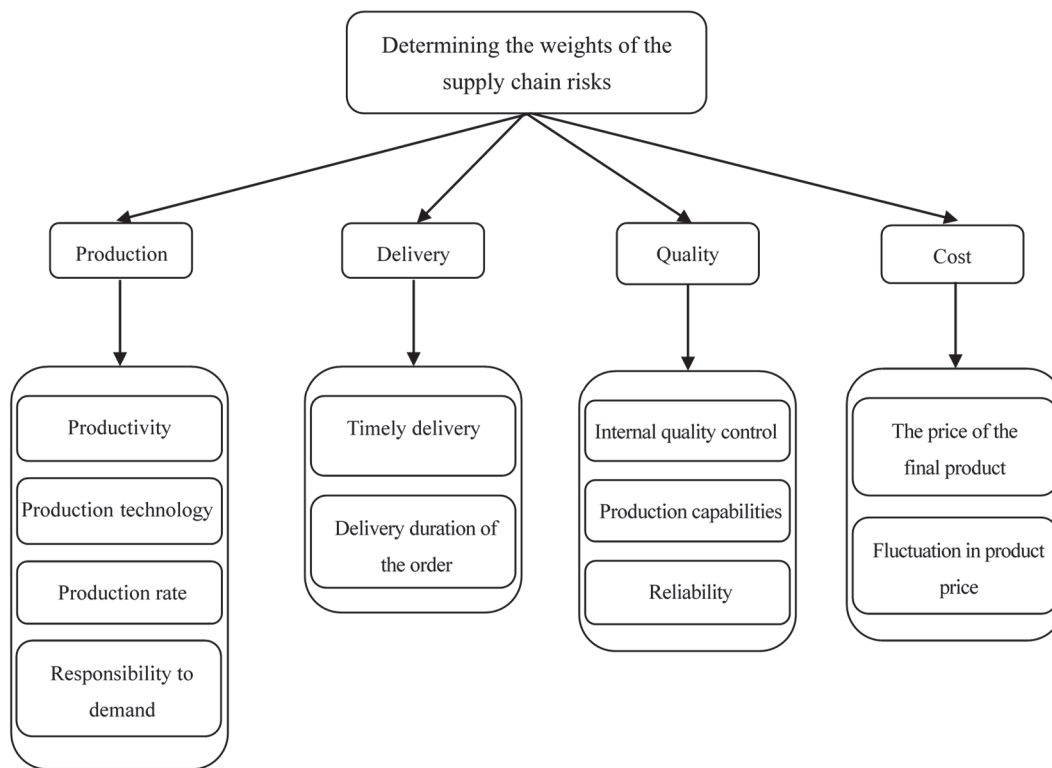 Determining the weights of the
supply chain risks
Production
Delivery
Quality
Cost
Productivity
Production technology
Production rate
Responsibility to
demand
Timely delivery
Delivery duration of
the order
Internal quality control
Production capabilities
Reliability
The price of the
final product
Fluctuation in product
price